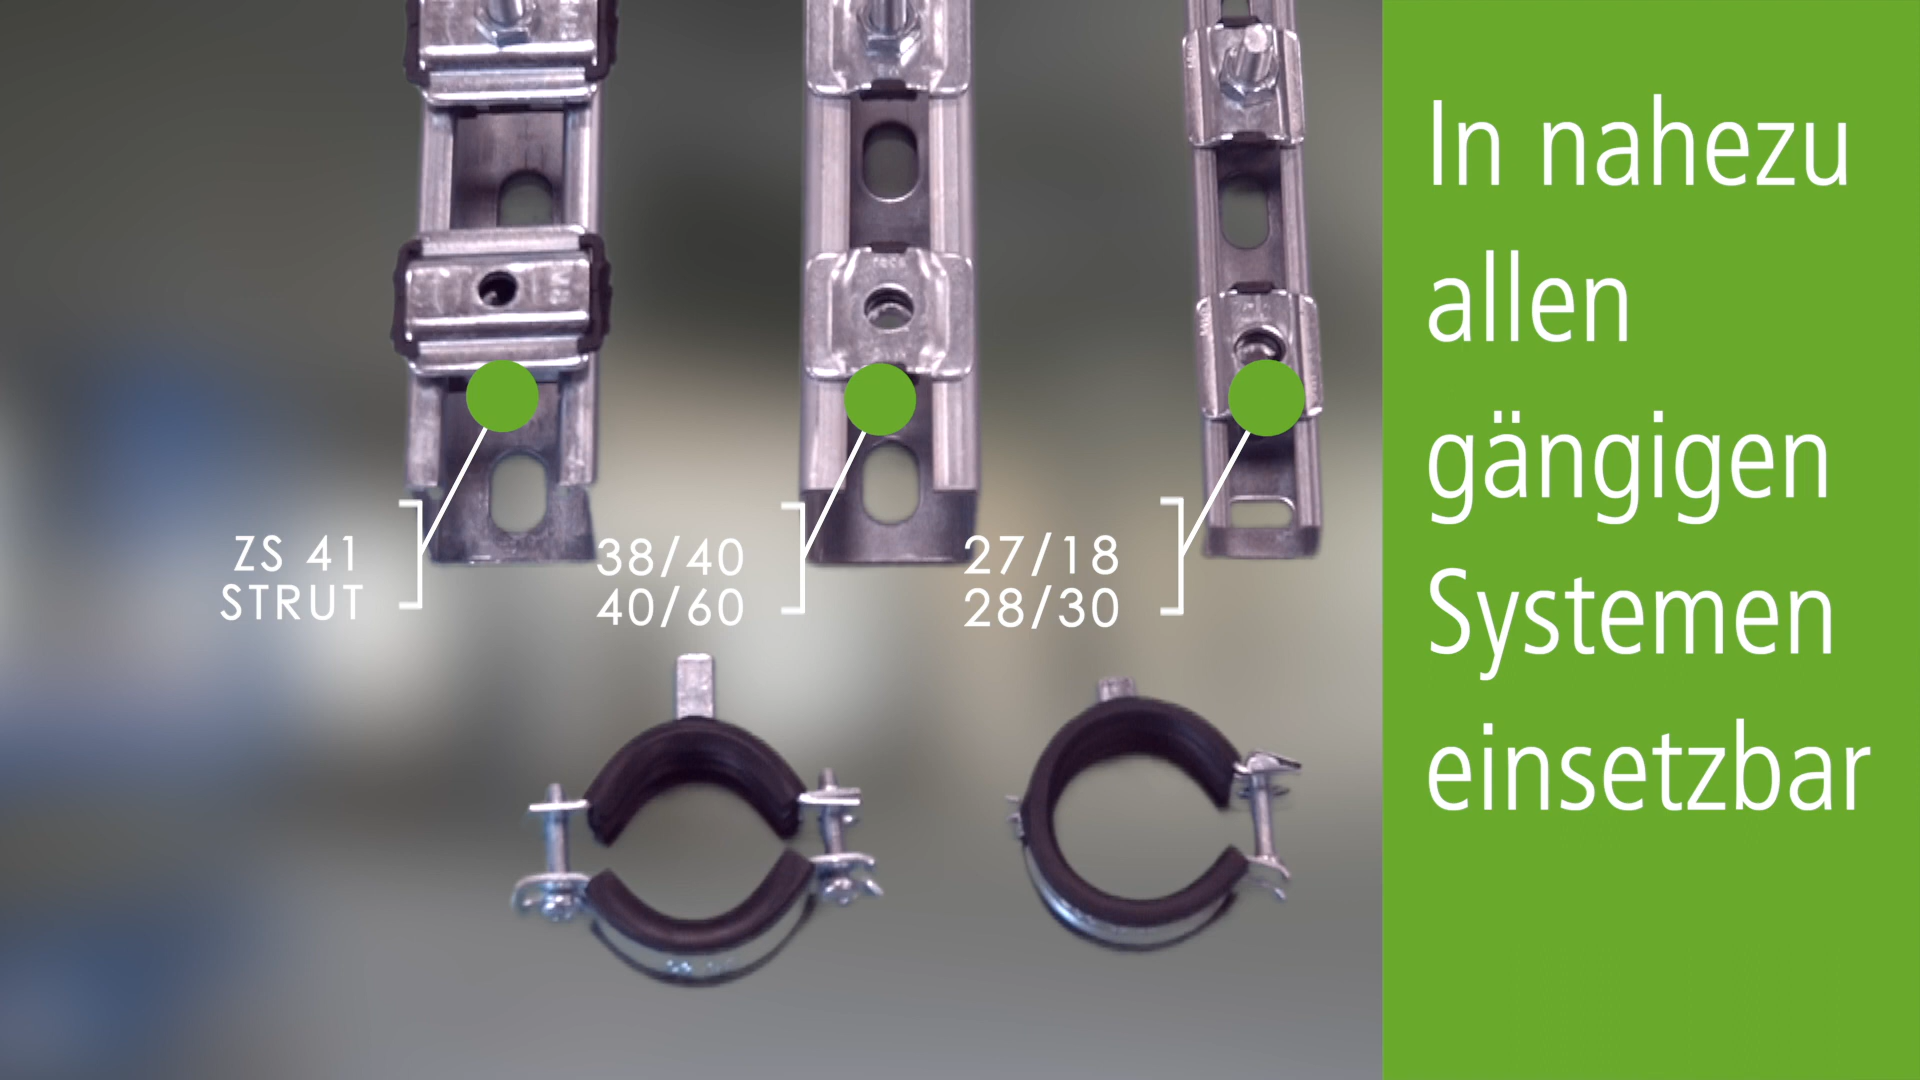 ZS 41
STRUT
38/40
40/60
27/18
28/30
In nahezu
allen
gängigen
Systemen
einsetzbar